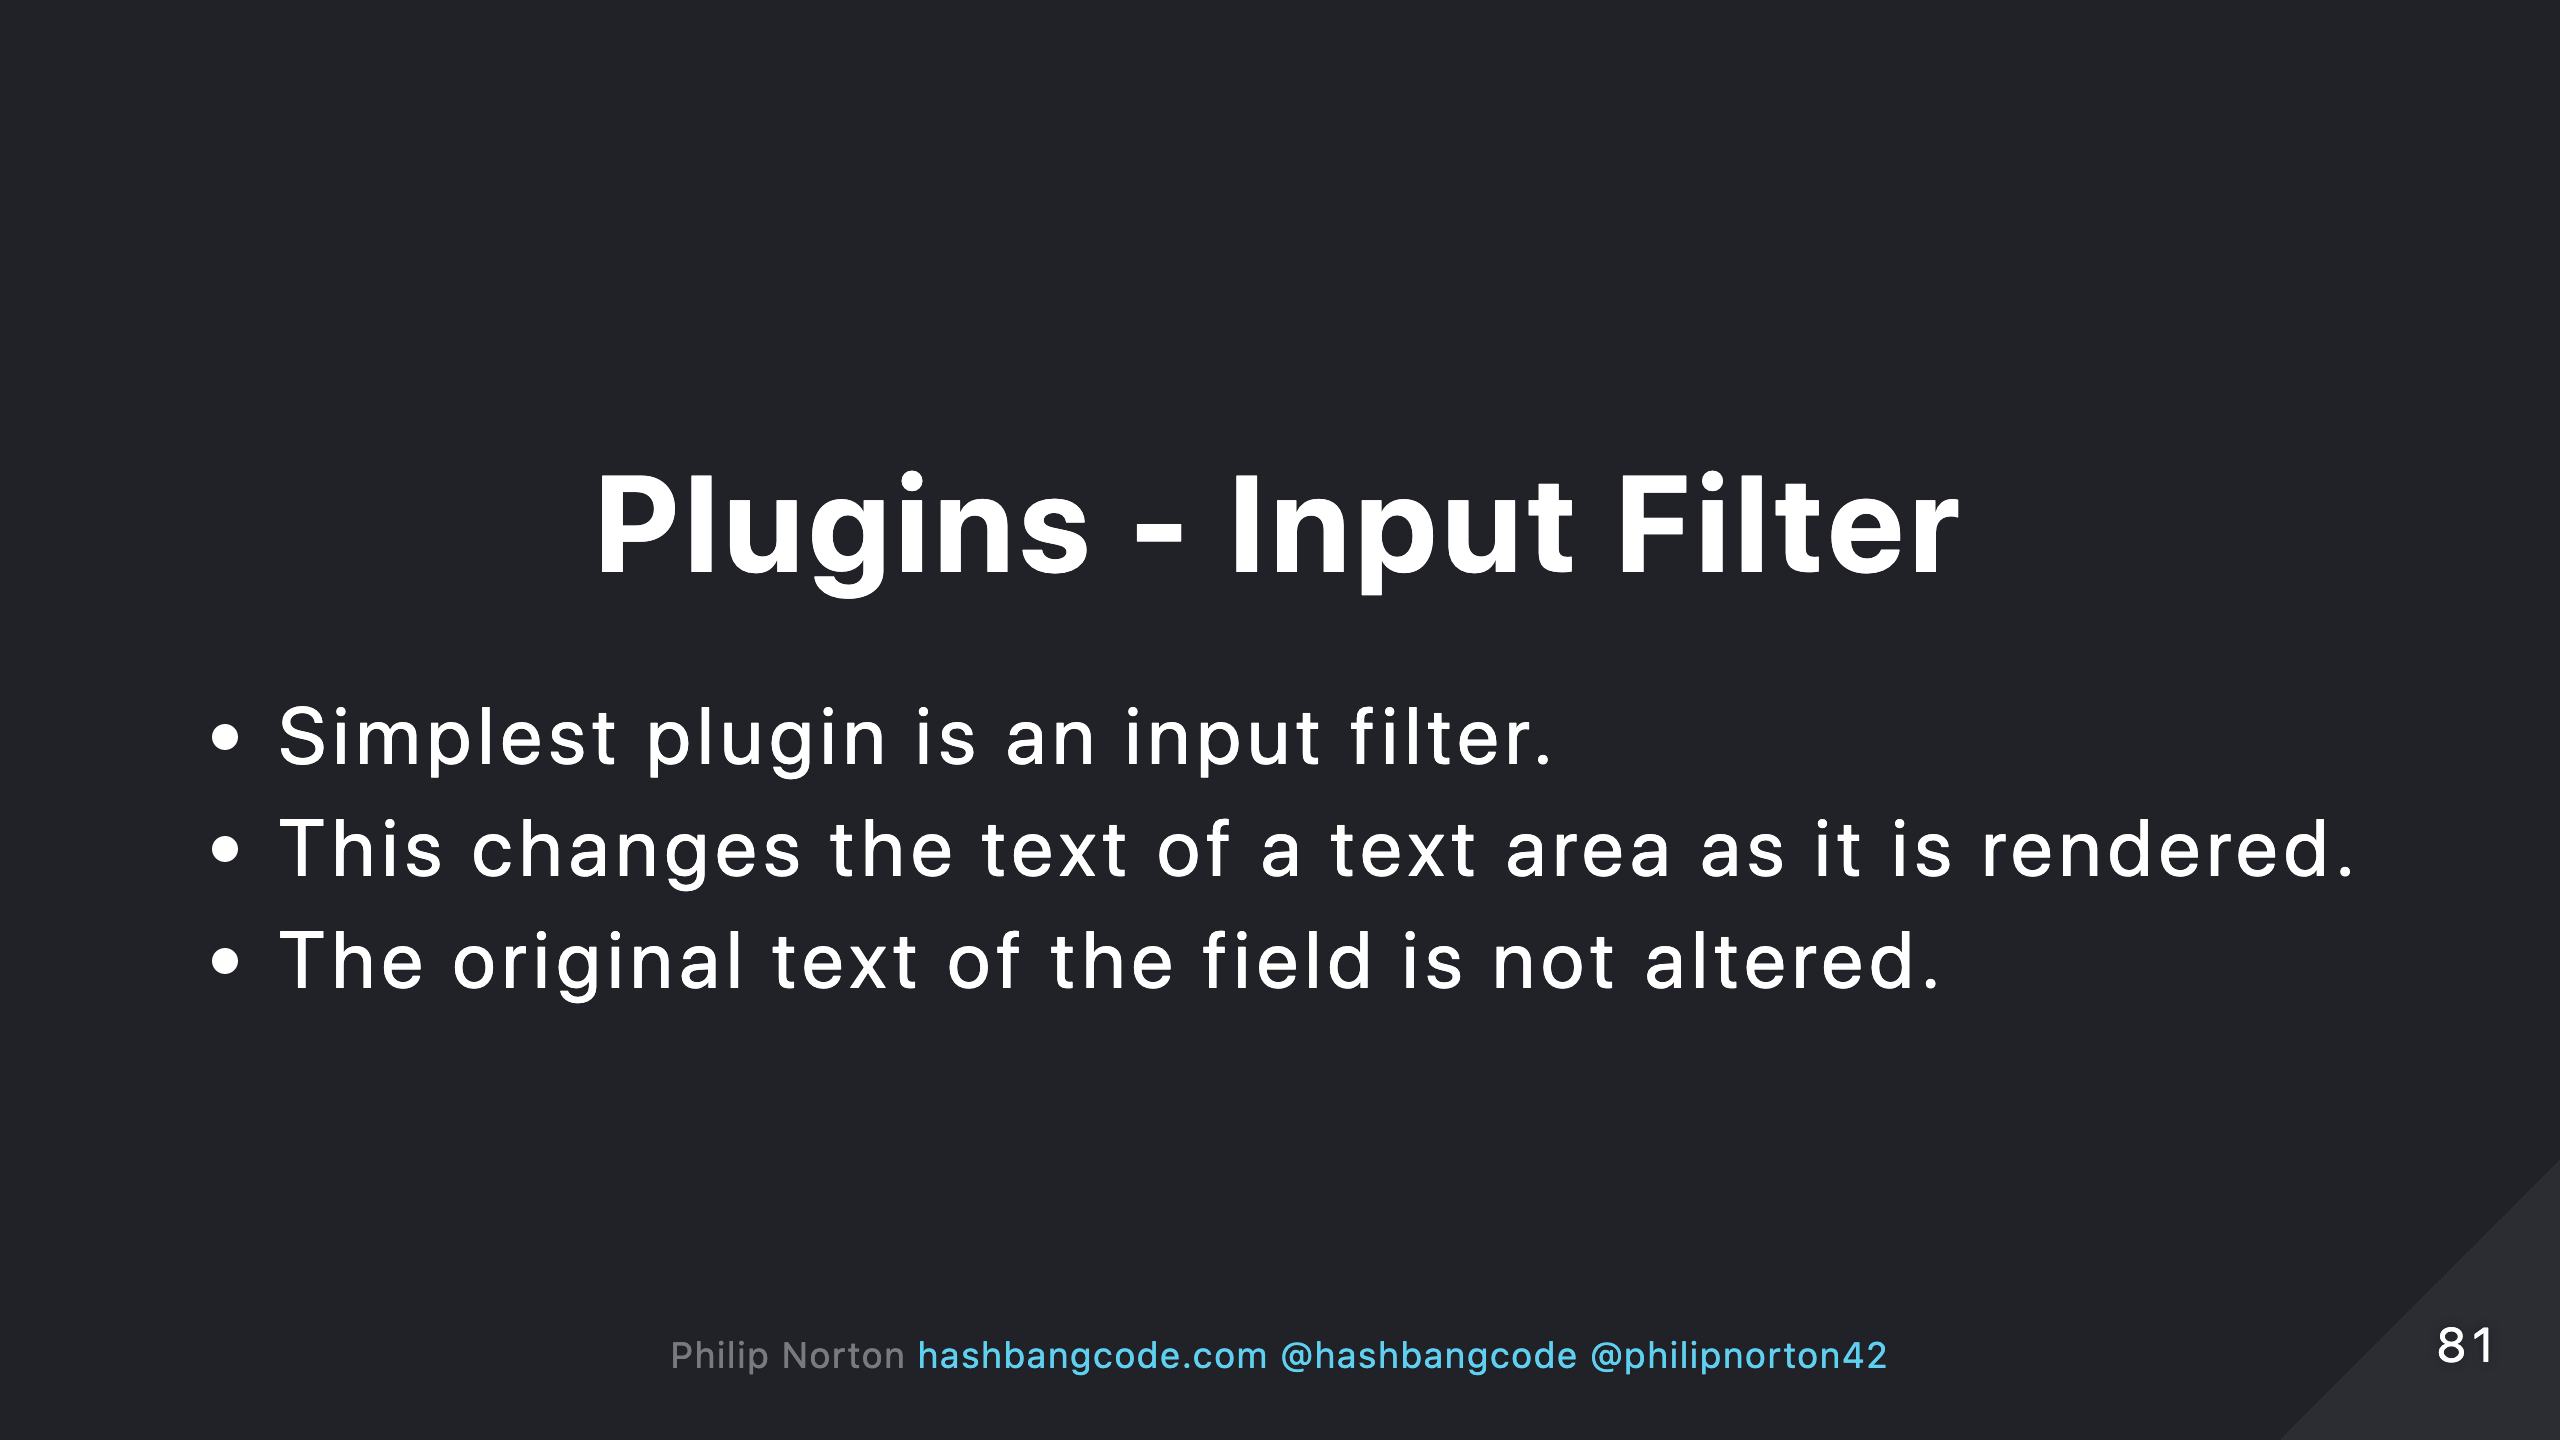 Plugins - Input Filter
• Simplest plugin is an input filter.
• This changes the text of a text area as it is rendered.
• The original text of the field is not altered.
Philip Norton hashbangcode.com @hashbangcode @philipnorton42
81